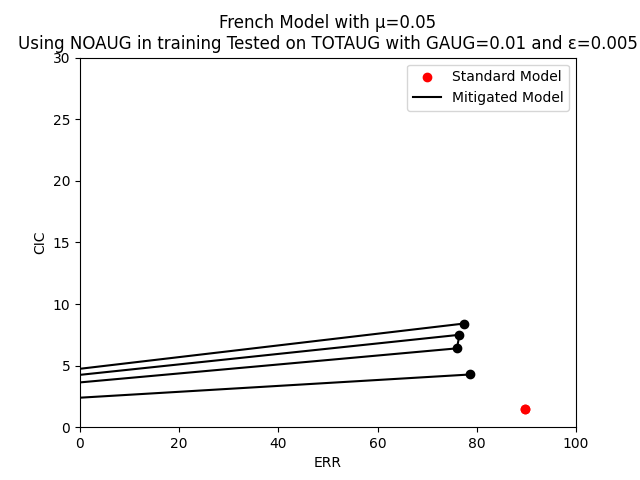 French Model with μ=0.05
Using NOAUG in training Tested on TOTAUG with GAUG=0.01 and ε=0.005
Standard Model
Mitigated Model
30
25
20
15
10
5
0
CIC
0 20 40 60 80 100
ERR